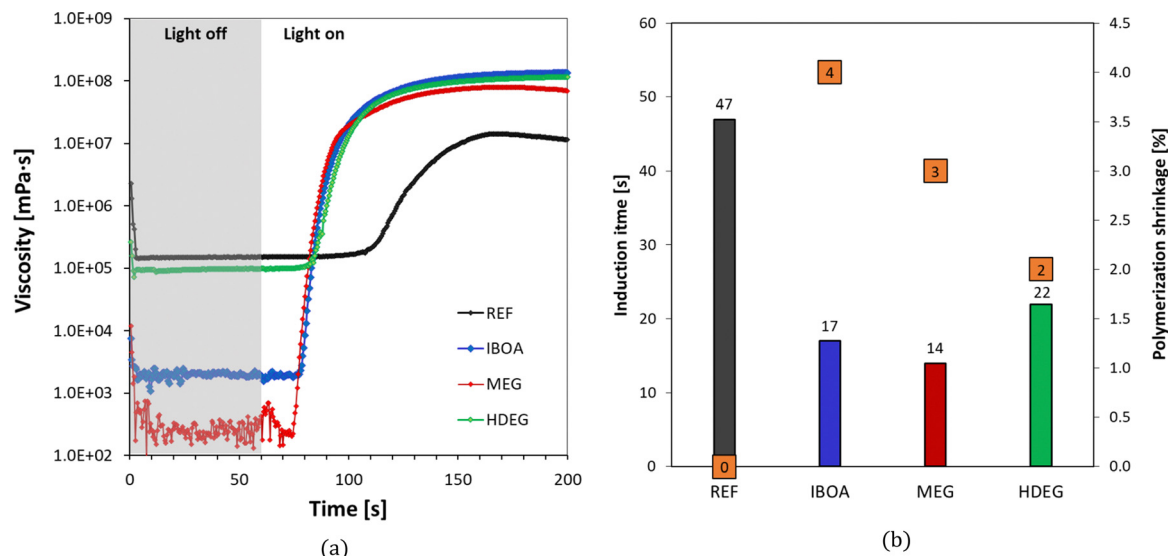 Light off Light on
1.0E+09
1.0E+08
1.0E+07
1.0E+06
1.0E+05
1.0E+04
1.0E+03
1.0E+02
Viscosity [mPa·s]
REF
IBOA
MEG
HDEG
0 50 100 150 200
Time [s]
(a)
60
50
40
30
20
10
0
Induction itme [s]
47
17
14
22
0
4
3
2
REF IBOA MEG HDEG
4.5
4.0
3.5
3.0
2.5
2.0
1.5
1.0
0.5
0.0
Polymerization shrinkage [%]
(b)